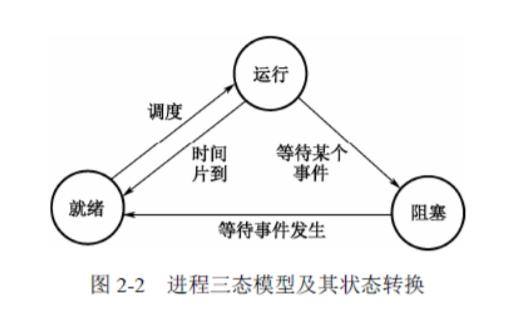 运行
调度
时间
片到
等待某个
事件
就绪
阻塞
等待事件发生
图 2-2 进程三态模型及其状态转换